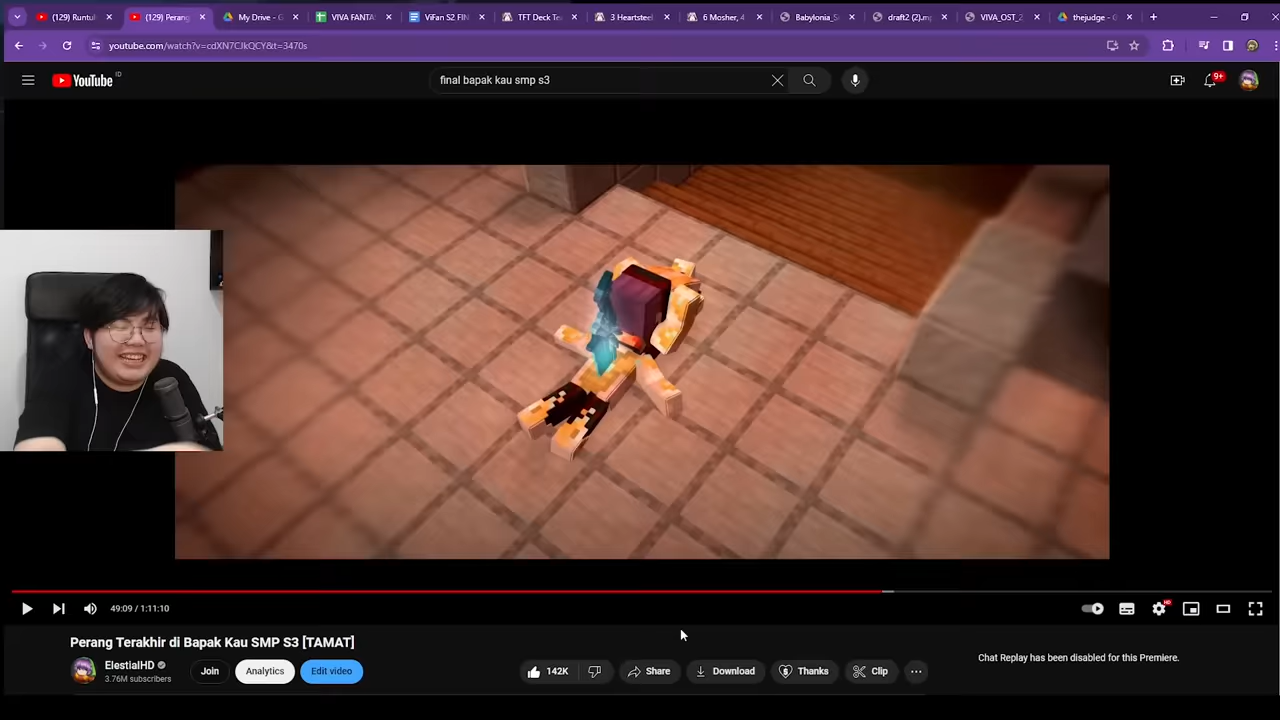 (129) Runtul
(129) Perang
My Drive - G
VIVA FANTA
ViFan S2 FIN
TFT Deck Te
3 Heartsteel
6 Mosher, 4
Babylonia_S
draft2 (2).m
VIVA_OST_2
thejudge - G
youtube.com/watch?v=cdXN7CJkQCY&t=3470s
YouTube ID
final bapak kau smp s3
9+
49:09 / 1:11:10
HD
Perang Terakhir di Bapak Kau SMP S3 [TAMAT]
ElestialHD
3.76M subscribers
Join
Analytics
Edit video
142K
Share
Download
Thanks
Clip
Chat Replay has been disabled for this Premiere.